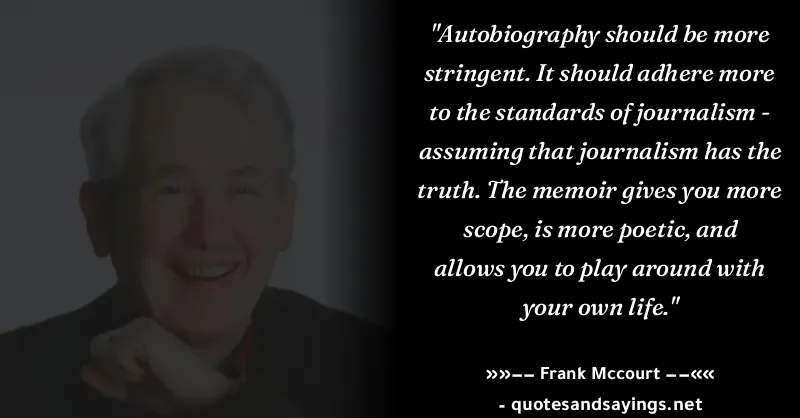 "Autobiography should be more
stringent. It should adhere more
to the standards of journalism -
assuming that journalism has the
truth. The memoir gives you more
scope, is more poetic, and
allows you to play around with
your own life."
»»−− Frank Mccourt −−««
- quotesandsayings.net